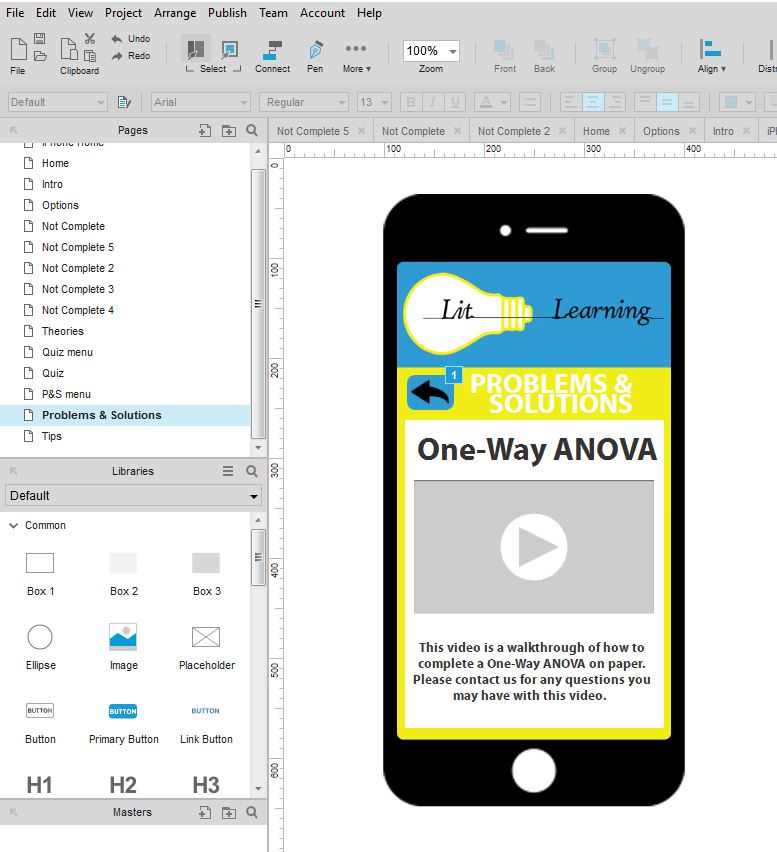 File Edit View Project Arrange Publish Team Account Help
Undo
Redo
100%
File Clipboard Select Connect Pen More Zoom Front Back Group Ungroup Align Distri
Default Arial Regular 13 B I U A
Pages
Not Complete 5 Not Complete Not Complete 2 Home Options Intro
0 100 200 300 400
iPhone Home
Home
Intro
Options
Not Complete
Not Complete 5
Not Complete 2
Not Complete 3
Not Complete 4
Theories
Quiz menu
Quiz
P&S menu
Problems & Solutions
Tips
Libraries
Default
Common
Box 1 Box 2 Box 3
Ellipse Image Placeholder
BUTTON BUTTON BUTTON
Button Primary Button Link Button
H1 H2 H3
Masters
0
100
200
300
400
500
600
Lit Learning
1
PROBLEMS &
SOLUTIONS
One-Way ANOVA
This video is a walkthrough of how to
complete a One-Way ANOVA on paper.
Please contact us for any questions you
may have with this video.